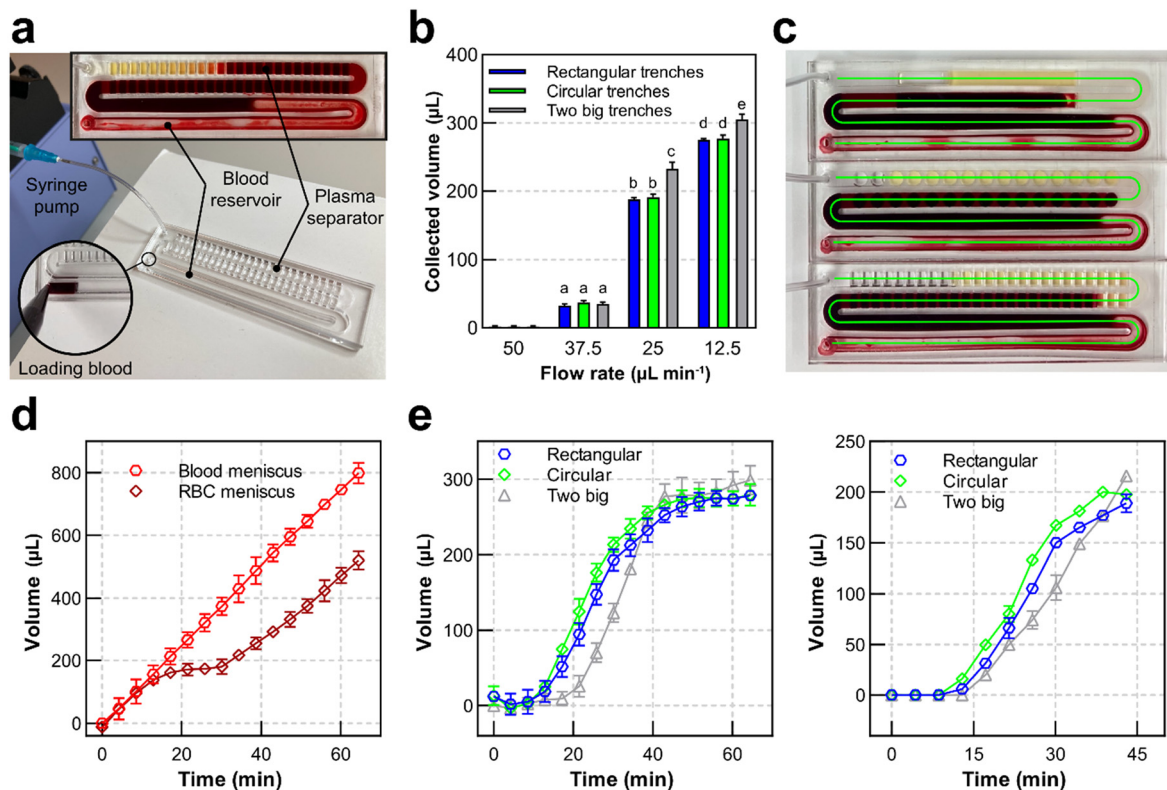 a
Syringe
pump
Blood
reservoir
Plasma
separator
Loading blood
b
Collected volume (µL)
400
300
200
100
0
Rectangular trenches
Circular trenches
Two big trenches
a
a
a
b
b
c
d
d
e
50
37.5
25
12.5
Flow rate (µL min⁻¹)
c
d
Volume (µL)
800
600
400
200
0
Blood meniscus
RBC meniscus
0
20
40
60
Time (min)
e
Volume (µL)
300
200
100
0
Rectangular
Circular
Two big
0
20
40
60
Time (min)
Volume (µL)
250
200
150
100
50
0
Rectangular
Circular
Two big
0
15
30
45
Time (min)